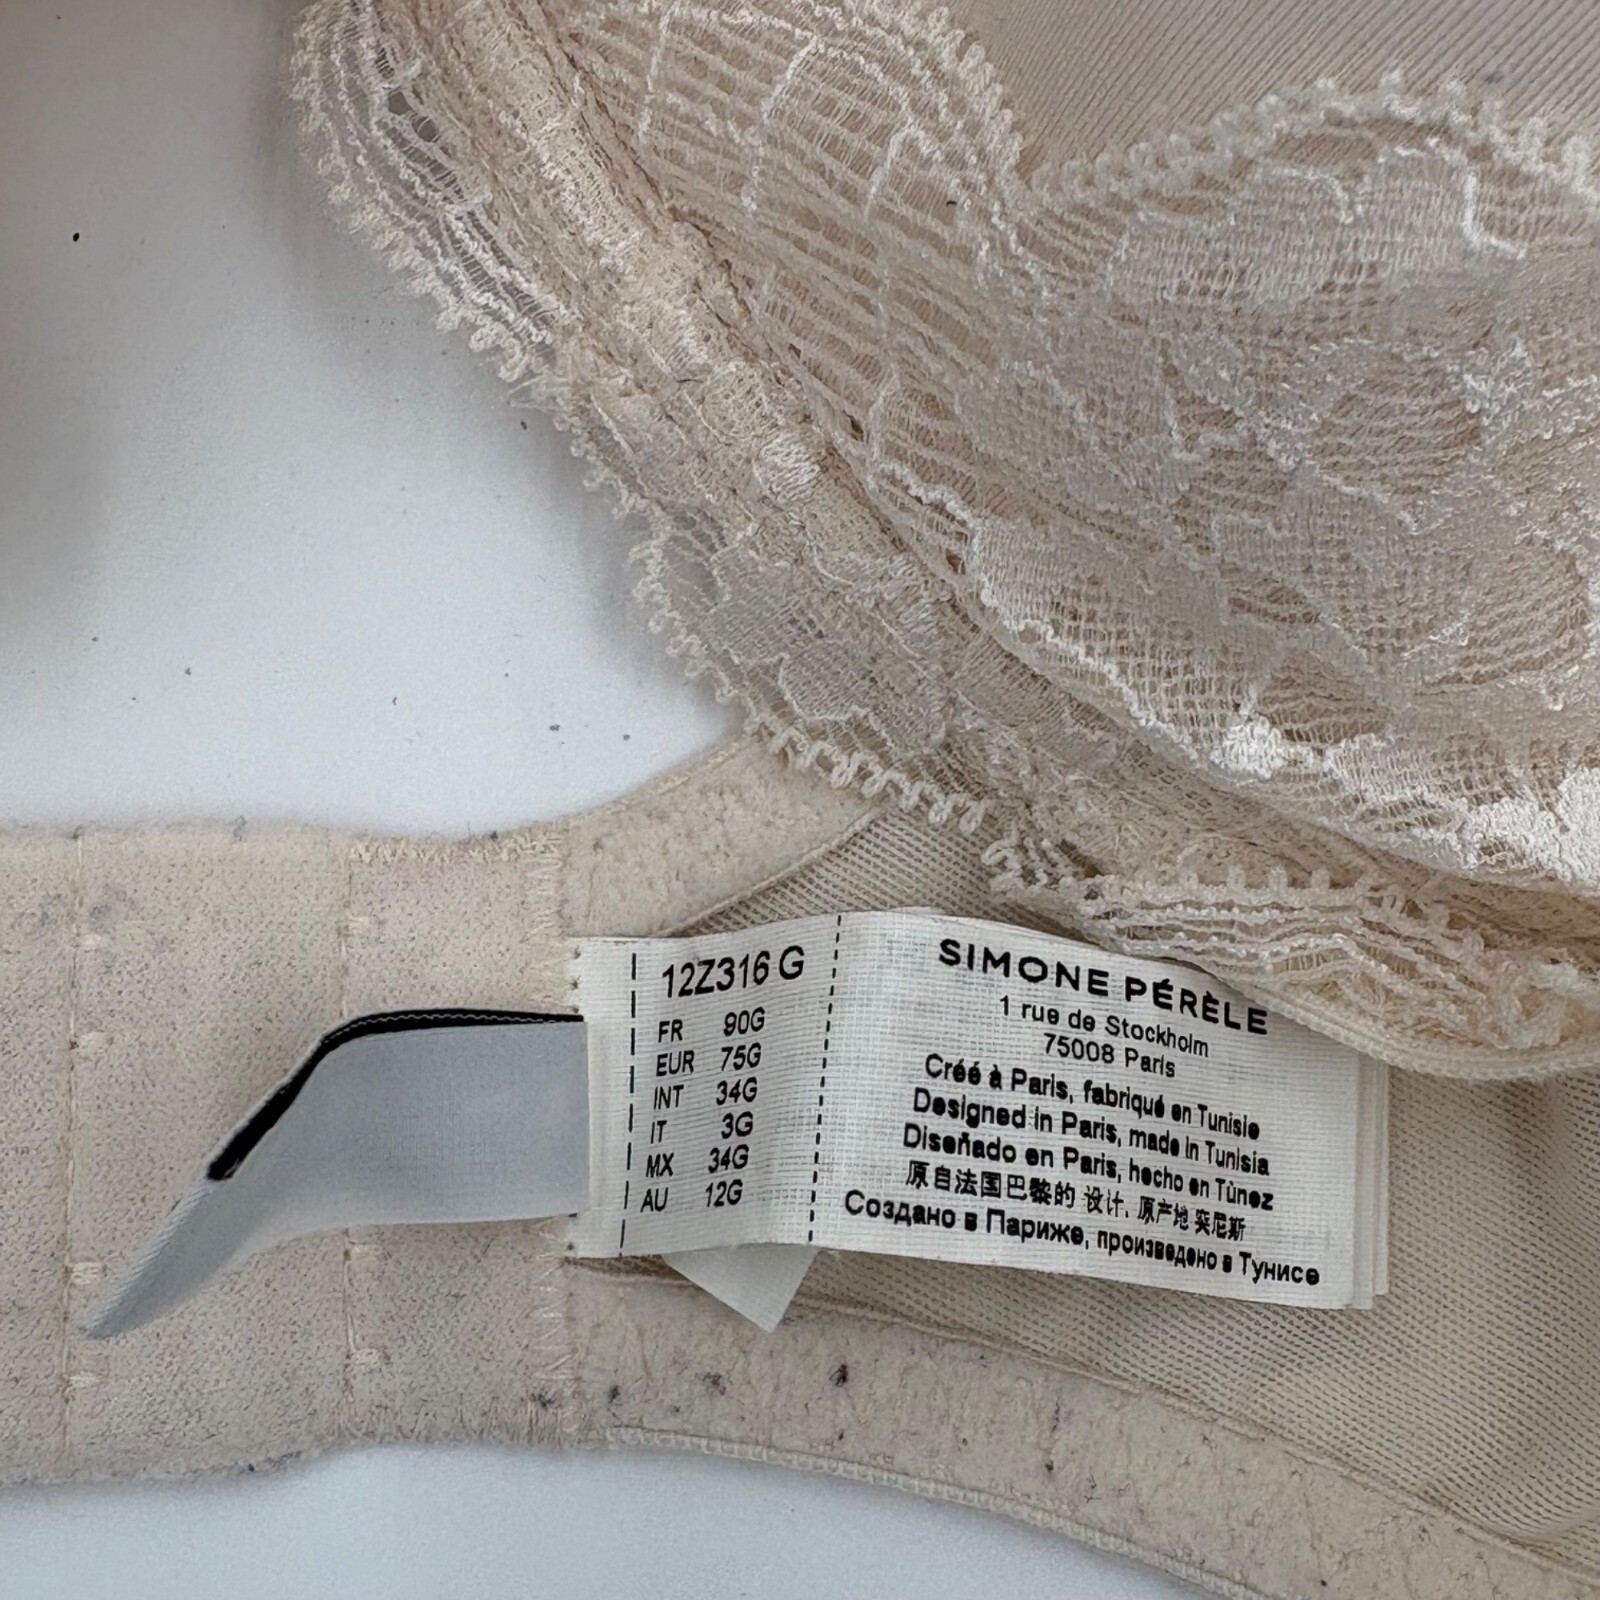 12Z316 G
FR 90G
EUR 75G
INT 34G
IT 3G
MX 34G
AU 12G
SIMONE PÉRÈLE
1 rue de Stockholm
75008 Paris
Créé à Paris, fabriqué en Tunisie
Designed in Paris, made in Tunisia
Diseñado en Paris, hecho en Tùnez
原自法国巴黎的 设计. 原产地 突尼斯
Создано в Париже, произведено в Тунисе